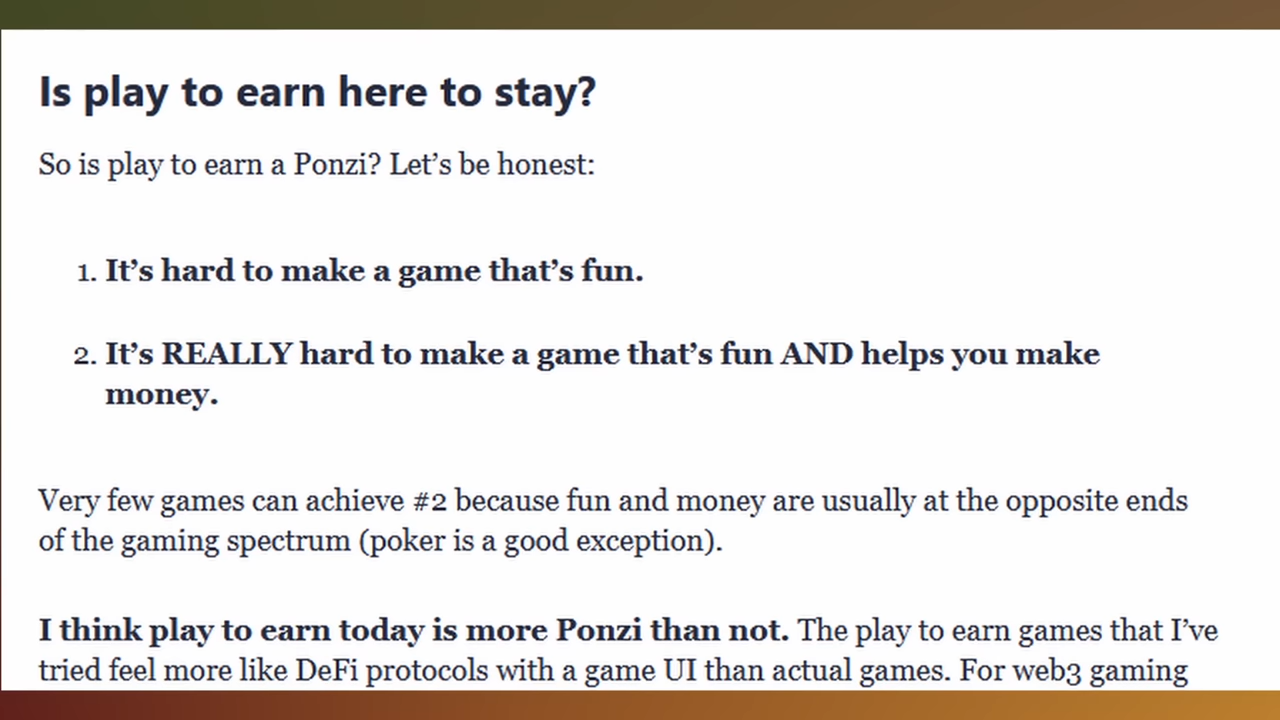 Is play to earn here to stay?
So is play to earn a Ponzi? Let’s be honest:
1. It’s hard to make a game that’s fun.
2. It’s REALLY hard to make a game that’s fun AND helps you make
money.
Very few games can achieve #2 because fun and money are usually at the opposite ends
of the gaming spectrum (poker is a good exception).
I think play to earn today is more Ponzi than not. The play to earn games that I’ve
tried feel more like DeFi protocols with a game UI than actual games. For web3 gaming